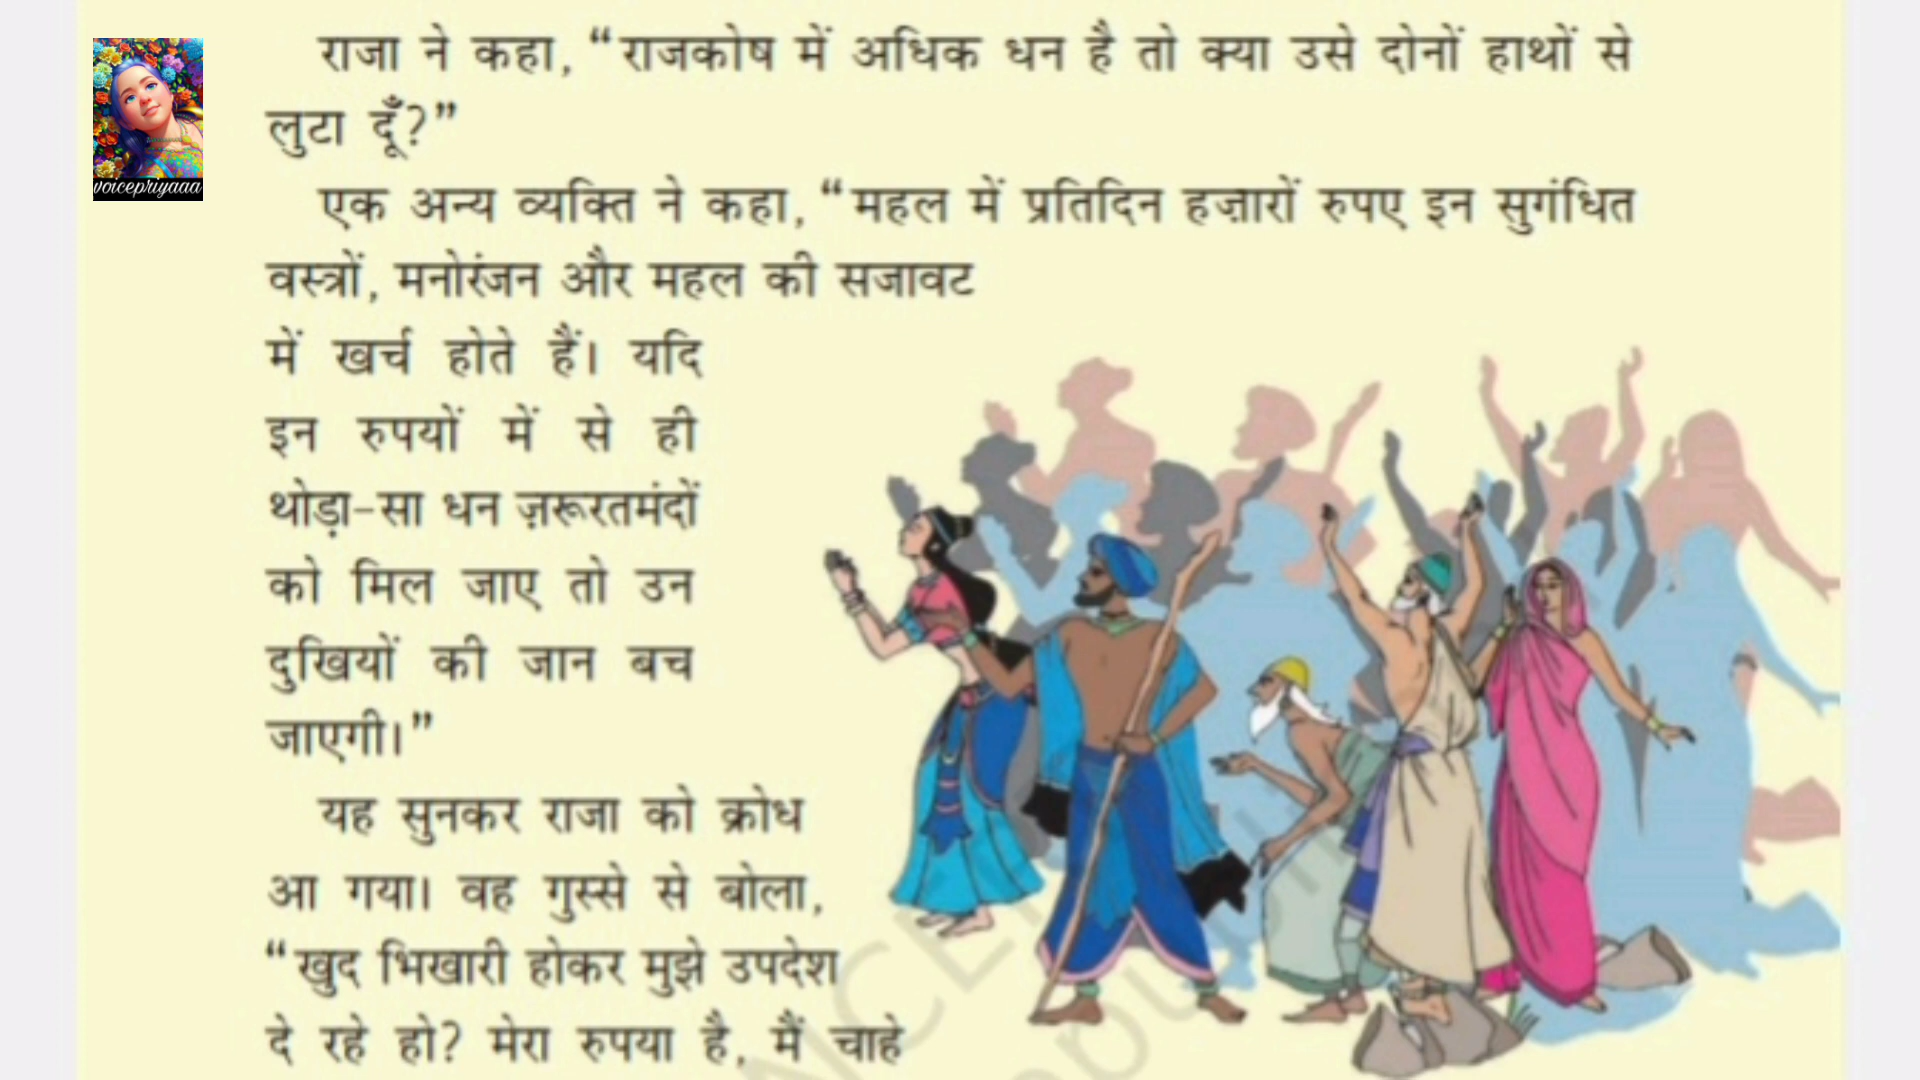 राजा ने कहा, “राजकोष में अधिक धन है तो क्या उसे दोनों हाथों से
लुटा दूँ?”
एक अन्य व्यक्ति ने कहा, “महल में प्रतिदिन हज़ारों रुपए इन सुगंधित
वस्त्रों, मनोरंजन और महल की सजावट
में खर्च होते हैं। यदि
इन रुपयों में से ही
थोड़ा-सा धन ज़रूरतमंदों
को मिल जाए तो उन
दुखियों की जान बच
जाएगी।”
यह सुनकर राजा को क्रोध
आ गया। वह गुस्से से बोला,
“खुद भिखारी होकर मुझे उपदेश
दे रहे हो? मेरा रुपया है, मैं चाहे
voicepriyaaa